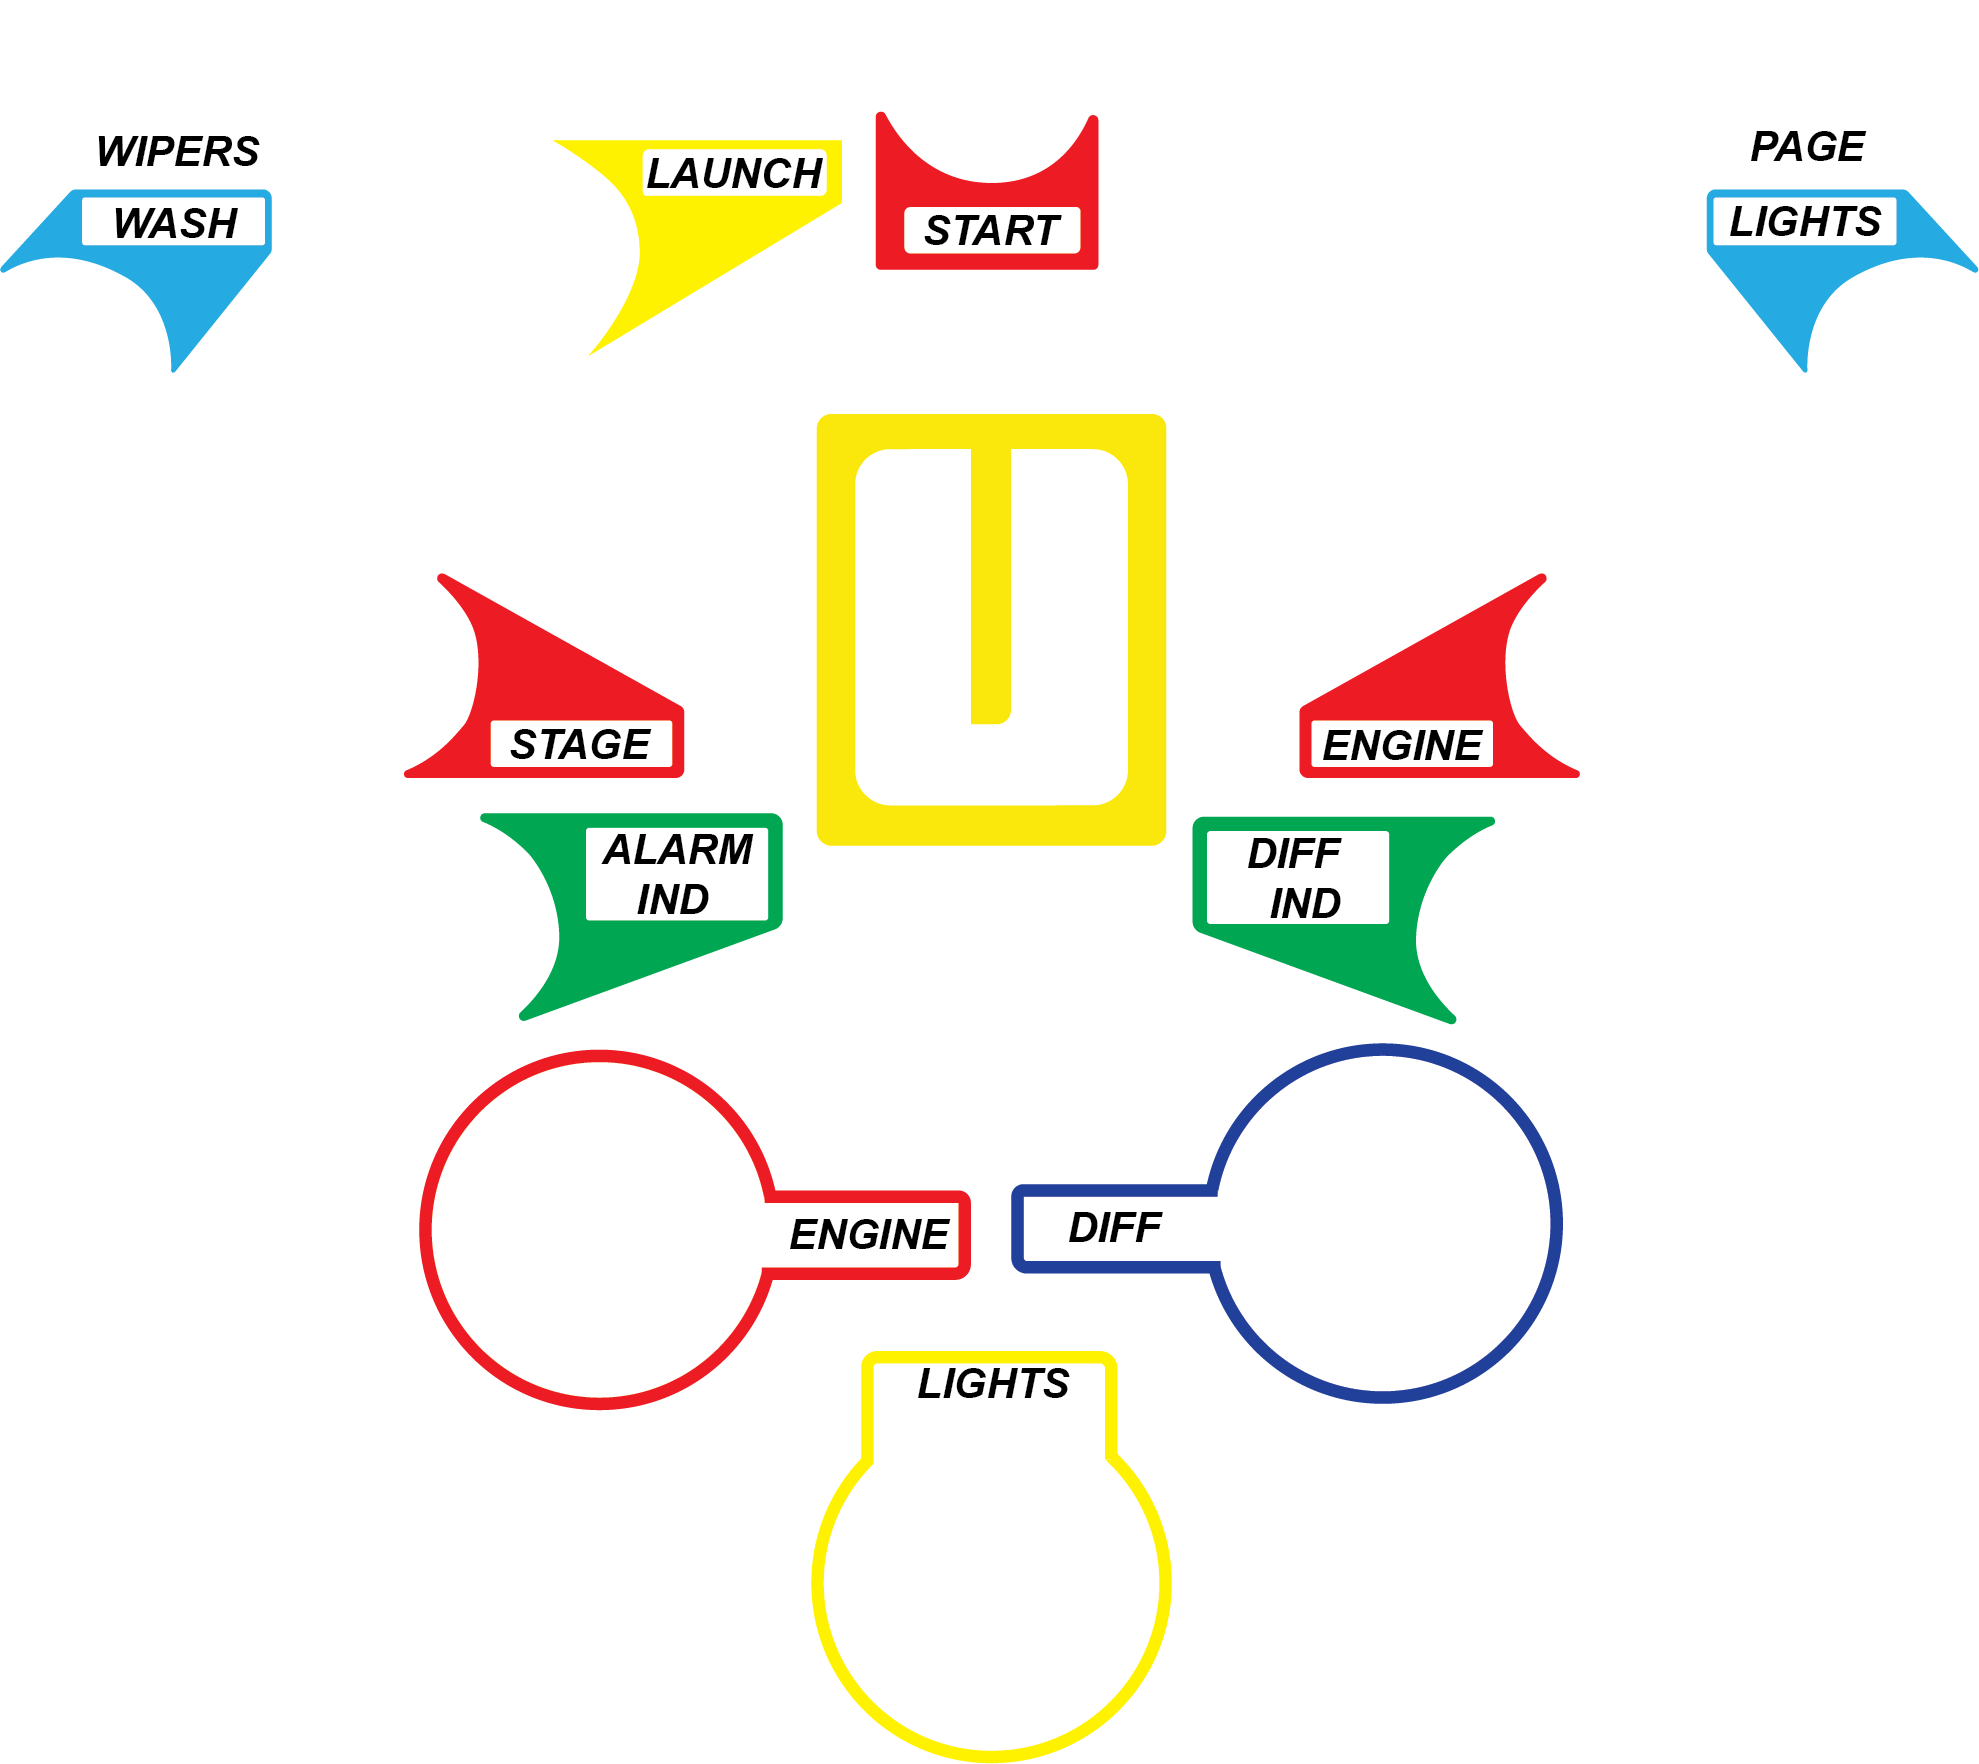 WIPERS
WASH
LAUNCH
START
PAGE
LIGHTS
STAGE
ENGINE
ALARM
IND
DIFF
IND
ENGINE
DIFF
LIGHTS